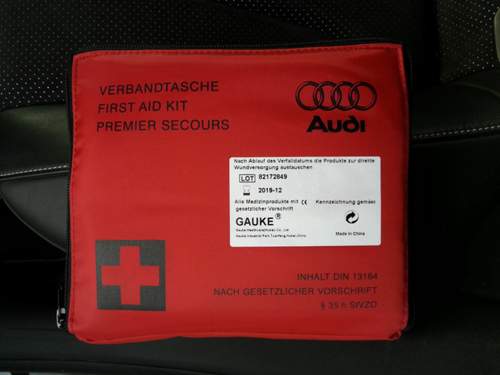 VERBANDTASCHE
FIRST AID KIT
PREMIER SECOURS
Audi
Nach Ablauf des Verfalldatums die Produkte zur direkte
Wundversorgung austauschen
LOT 82172849
2019-12
Alle Medizinprodukte mit CE Kennzeichnung gemäss
gesetzlicher Vorschrift
GAUKE®
Made in China
INHALT DIN 13164
NACH GESETZLICHER VORSCHRIFT
§ 35 h StVZO